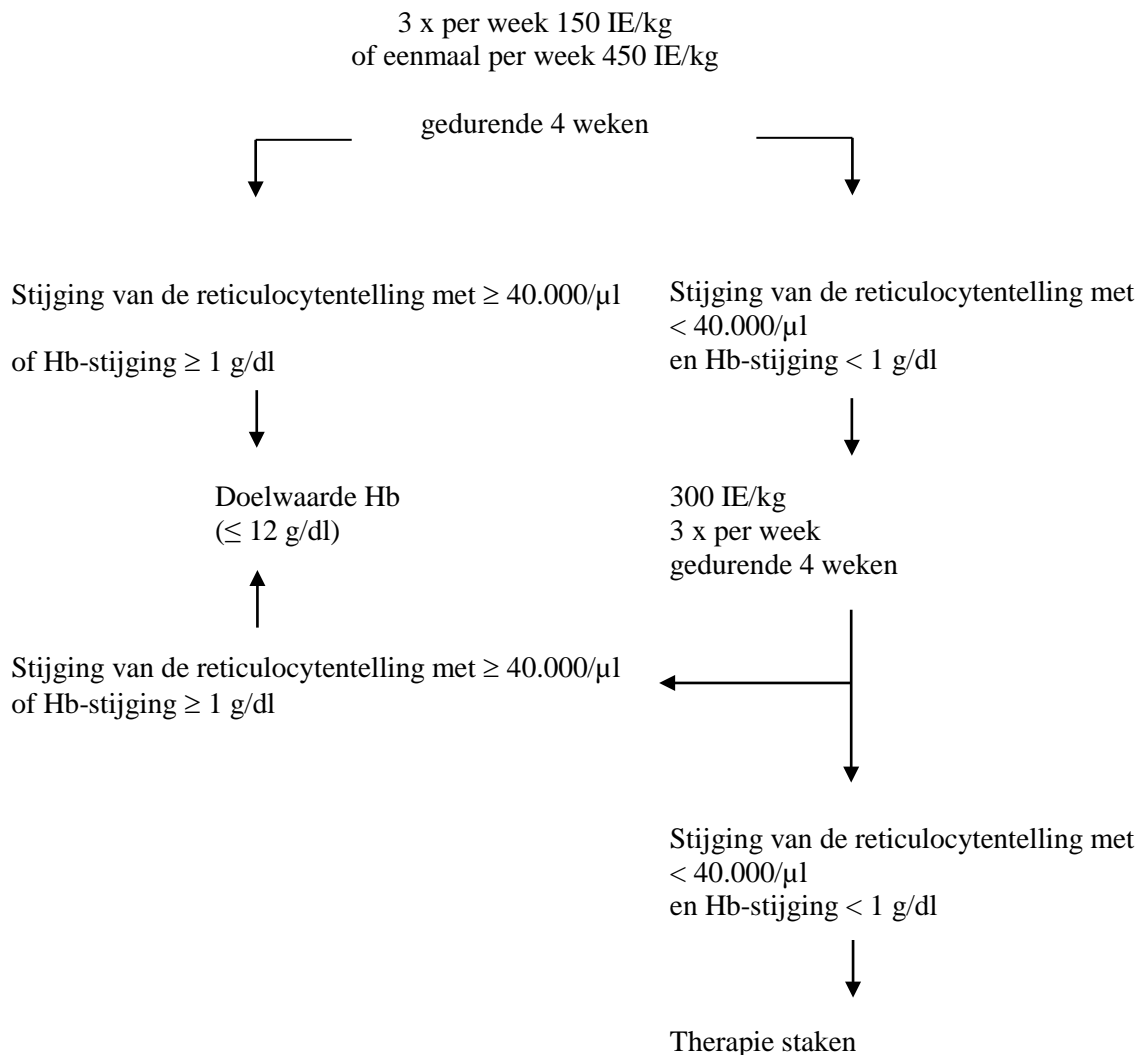 3 x per week 150 IE/kg
of eenmaal per week 450 IE/kg
gedurende 4 weken
Stijging van de reticulocytentelling met ≥ 40.000/µl
of Hb-stijging ≥ 1 g/dl
Stijging van de reticulocytentelling met
< 40.000/µl
en Hb-stijging < 1 g/dl
Doelwaarde Hb
(≤ 12 g/dl)
300 IE/kg
3 x per week
gedurende 4 weken
Stijging van de reticulocytentelling met ≥ 40.000/µl
of Hb-stijging ≥ 1 g/dl
Stijging van de reticulocytentelling met
< 40.000/µl
en Hb-stijging < 1 g/dl
Therapie staken